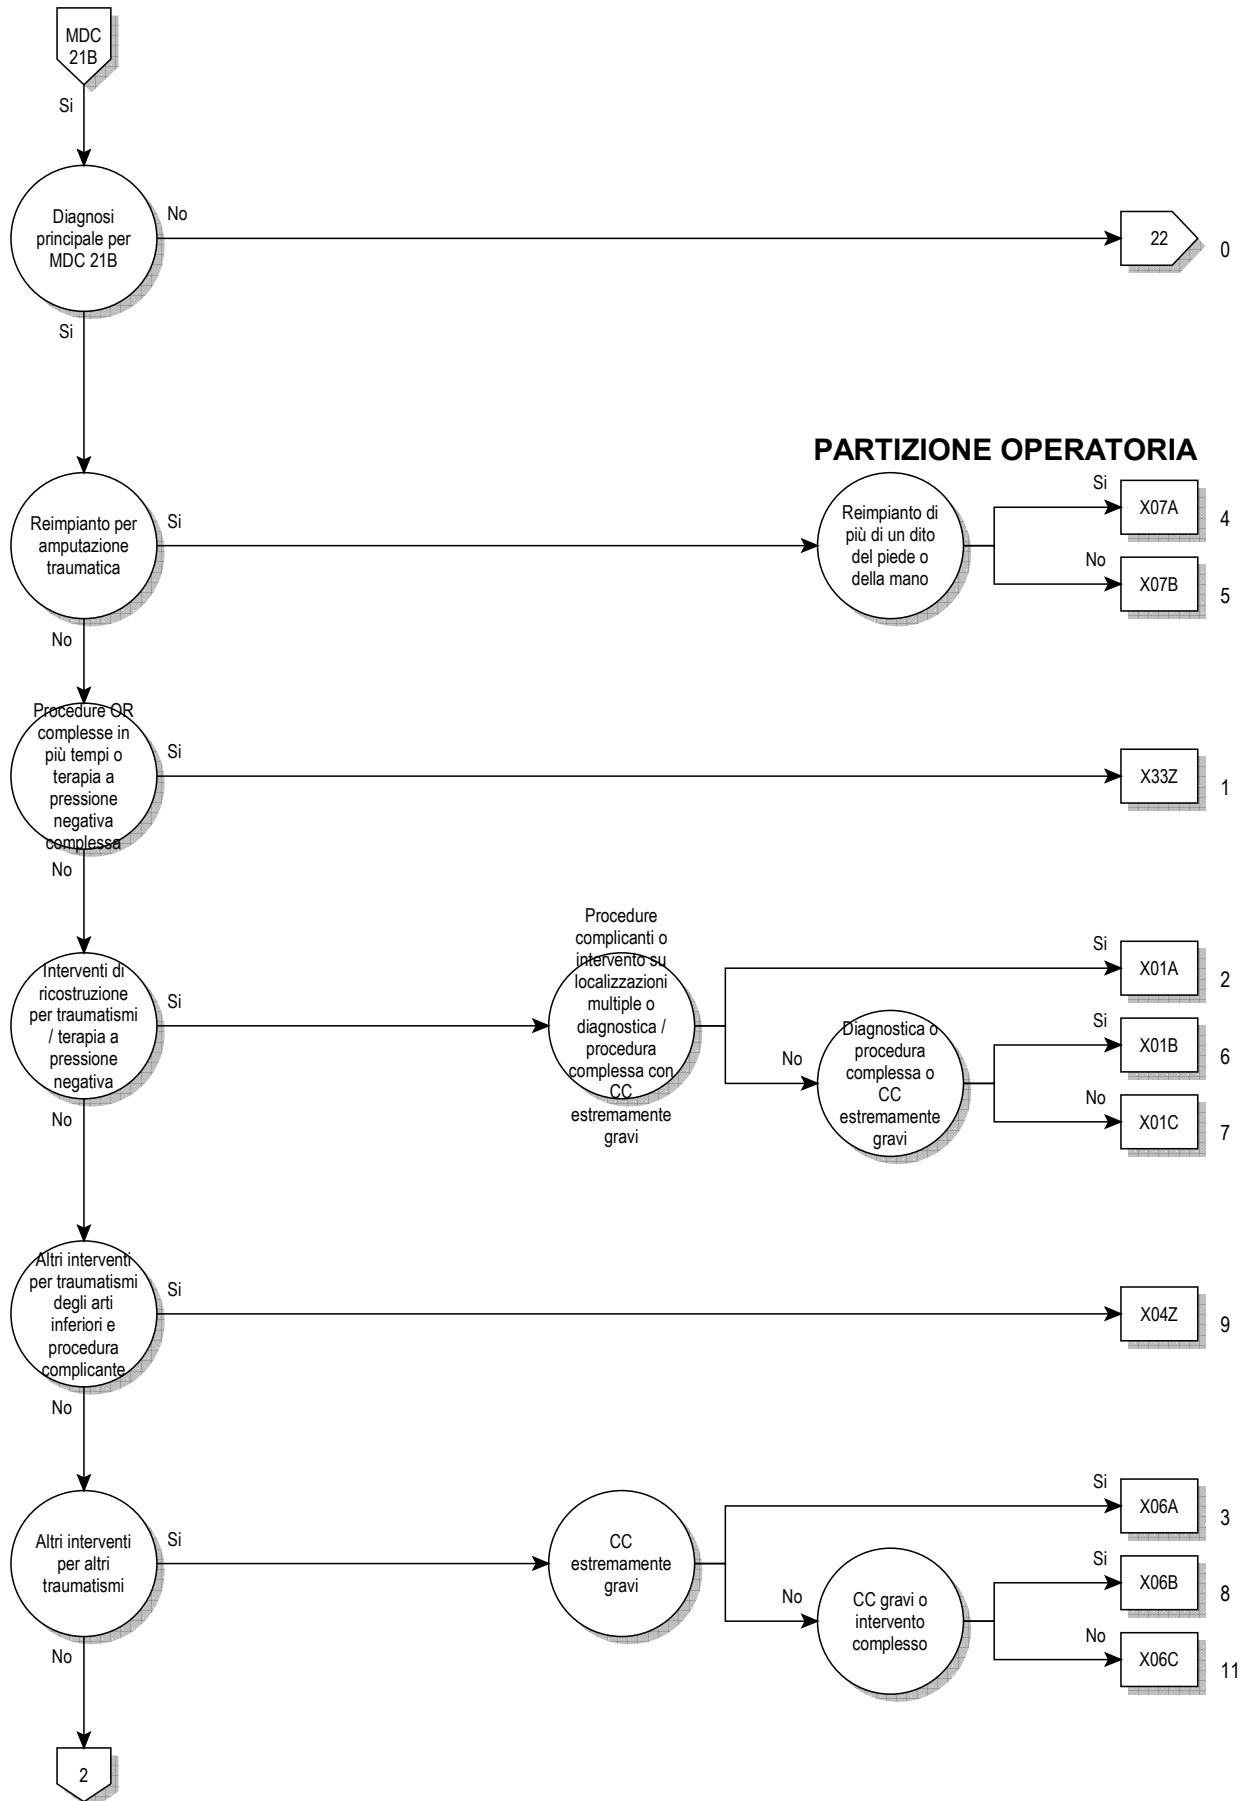 MDC
21B
Si
Diagnosi
principale per
MDC 21B
No
22
0
Si
PARTIZIONE OPERATORIA
Reimpianto per
amputazione
traumatica
Si
Reimpianto di
più di un dito
del piede o
della mano
Si
X07A
4
No
X07B
5
No
Procedure OR
complesse in
più tempi o
terapia a
pressione
negativa
complessa
Si
X33Z
1
No
Interventi di
ricostruzione
per traumatismi
/ terapia a
pressione
negativa
Si
Procedure
complicanti o
intervento su
localizzazioni
multiple o
diagnostica /
procedura
complessa con
CC
estremamente
gravi
Si
X01A
2
No
Diagnostica o
procedura
complessa o
CC
estremamente
gravi
Si
X01B
6
No
X01C
7
No
Altri interventi
per traumatismi
degli arti
inferiori e
procedura
complicante
Si
X04Z
9
No
Altri interventi
per altri
traumatismi
Si
CC
estremamente
gravi
Si
X06A
3
No
CC gravi o
intervento
complesso
Si
X06B
8
No
X06C
11
No
2